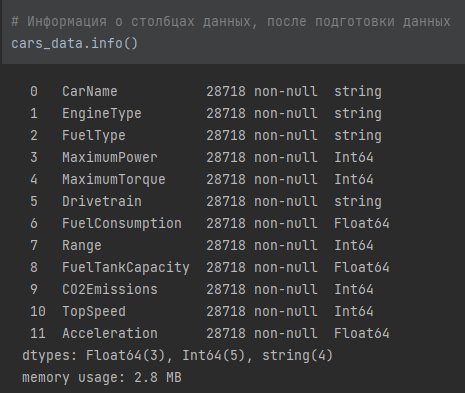 # Информация о столбцах данных, после подготовки данных
cars_data.info()
0 CarName 28718 non-null string
1 EngineType 28718 non-null string
2 FuelType 28718 non-null string
3 MaximumPower 28718 non-null Int64
4 MaximumTorque 28718 non-null Int64
5 Drivetrain 28718 non-null string
6 FuelConsumption 28718 non-null Float64
7 Range 28718 non-null Int64
8 FuelTankCapacity 28718 non-null Float64
9 CO2Emissions 28718 non-null Int64
10 TopSpeed 28718 non-null Int64
11 Acceleration 28718 non-null Float64
dtypes: Float64(3), Int64(5), string(4)
memory usage: 2.8 MB